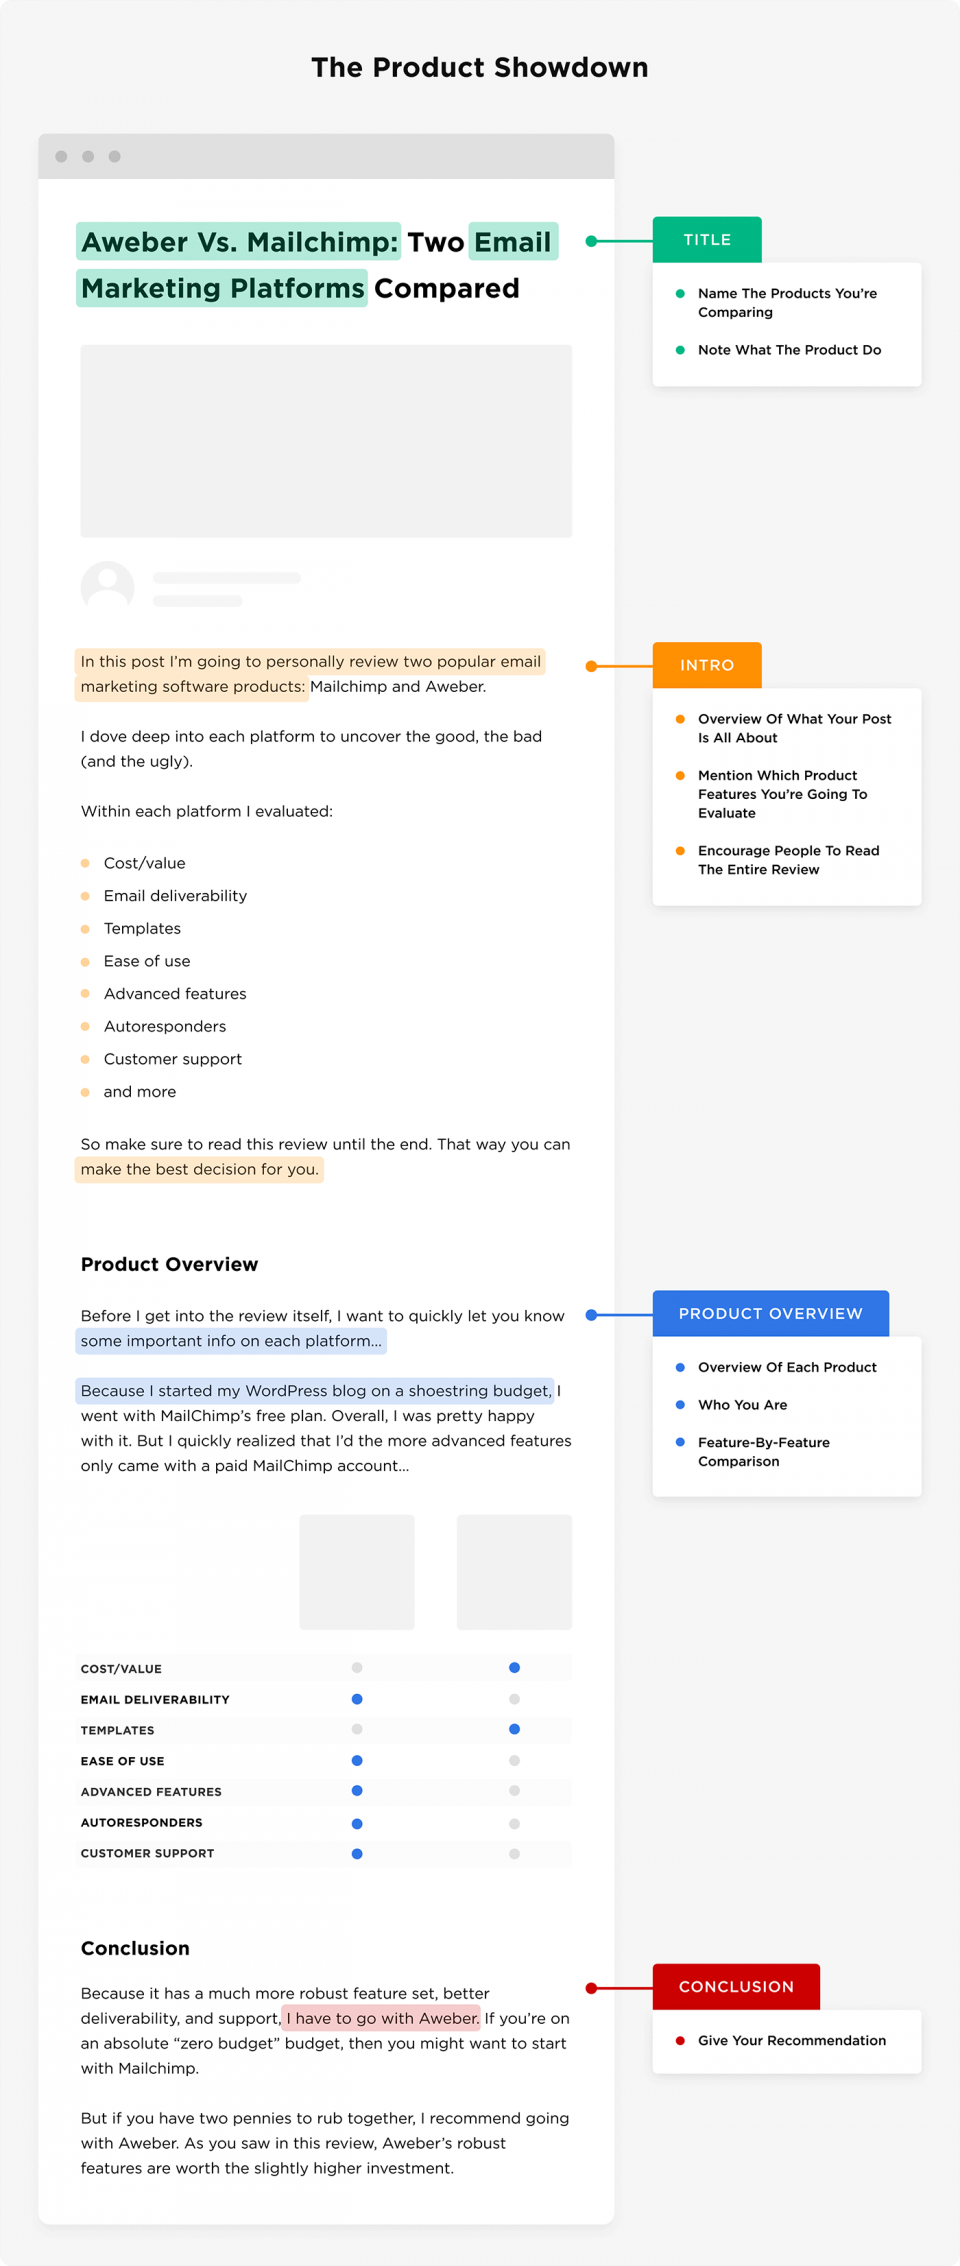 The Product Showdown
Aweber Vs. Mailchimp: Two Email
Marketing Platforms Compared
TITLE
Name The Products You're
Comparing
Note What The Product Do
In this post I'm going to personally review two popular email
marketing software products: Mailchimp and Aweber.
I dove deep into each platform to uncover the good, the bad
(and the ugly).
Within each platform I evaluated:
Cost/value
Email deliverability
Templates
Ease of use
Advanced features
Autoresponders
Customer support
and more
So make sure to read this review until the end. That way you can
make the best decision for you.
INTRO
Overview Of What Your Post
Is All About
Mention Which Product
Features You're Going To
Evaluate
Encourage People To Read
The Entire Review
Product Overview
Before I get into the review itself, I want to quickly let you know
some important info on each platform...
Because I started my WordPress blog on a shoestring budget, I
went with MailChimp's free plan. Overall, I was pretty happy
with it. But I quickly realized that I'd the more advanced features
only came with a paid MailChimp account...
PRODUCT OVERVIEW
Overview Of Each Product
Who You Are
Feature-By-Feature
Comparison
COST/VALUE
EMAIL DELIVERABILITY
TEMPLATES
EASE OF USE
ADVANCED FEATURES
AUTORESPONDERS
CUSTOMER SUPPORT
Conclusion
Because it has a much more robust feature set, better
deliverability, and support, I have to go with Aweber. If you're on
an absolute “zero budget” budget, then you might want to start
with Mailchimp.
But if you have two pennies to rub together, I recommend going
with Aweber. As you saw in this review, Aweber's robust
features are worth the slightly higher investment.
CONCLUSION
Give Your Recommendation